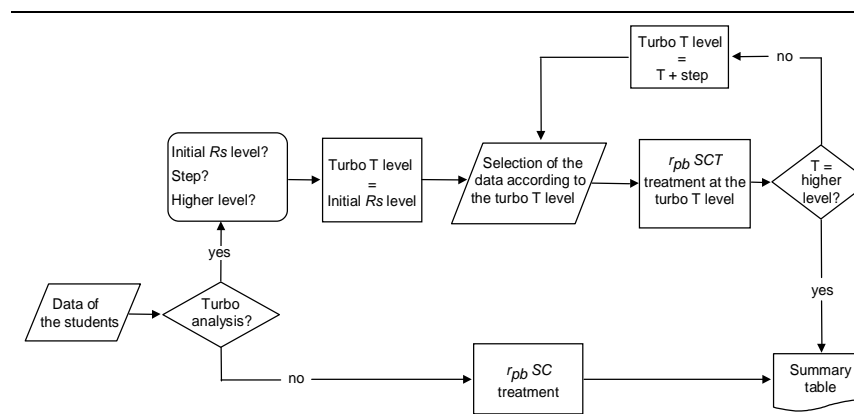 Turbo T level
=
T + step
no
Initial Rs level?
Step?
Higher level?
Turbo T level
=
Initial Rs level
Selection of the
data according to
the turbo T level
rpb SCT
treatment at the
turbo T level
T =
higher
level?
yes
yes
Data of
the students
Turbo
analysis?
no
rpb SC
treatment
Summary
table